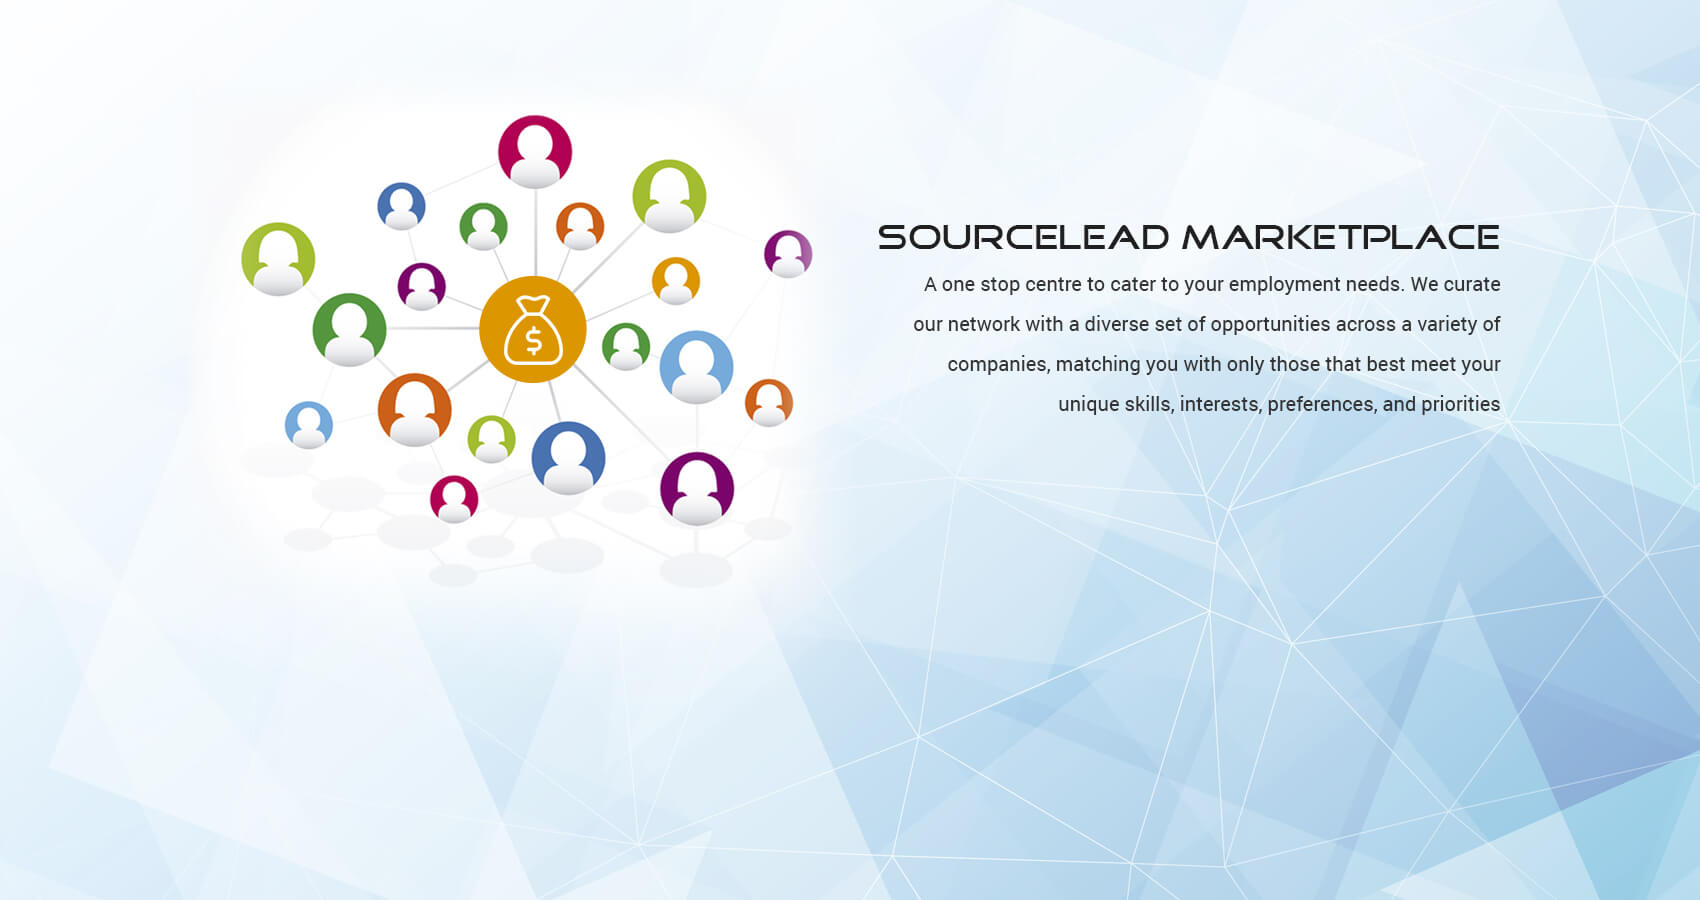 SOURCELEAD MARKETPLACE
A one stop centre to cater to your employment needs. We curate
our network with a diverse set of opportunities across a variety of
companies, matching you with only those that best meet your
unique skills, interests, preferences, and priorities
$